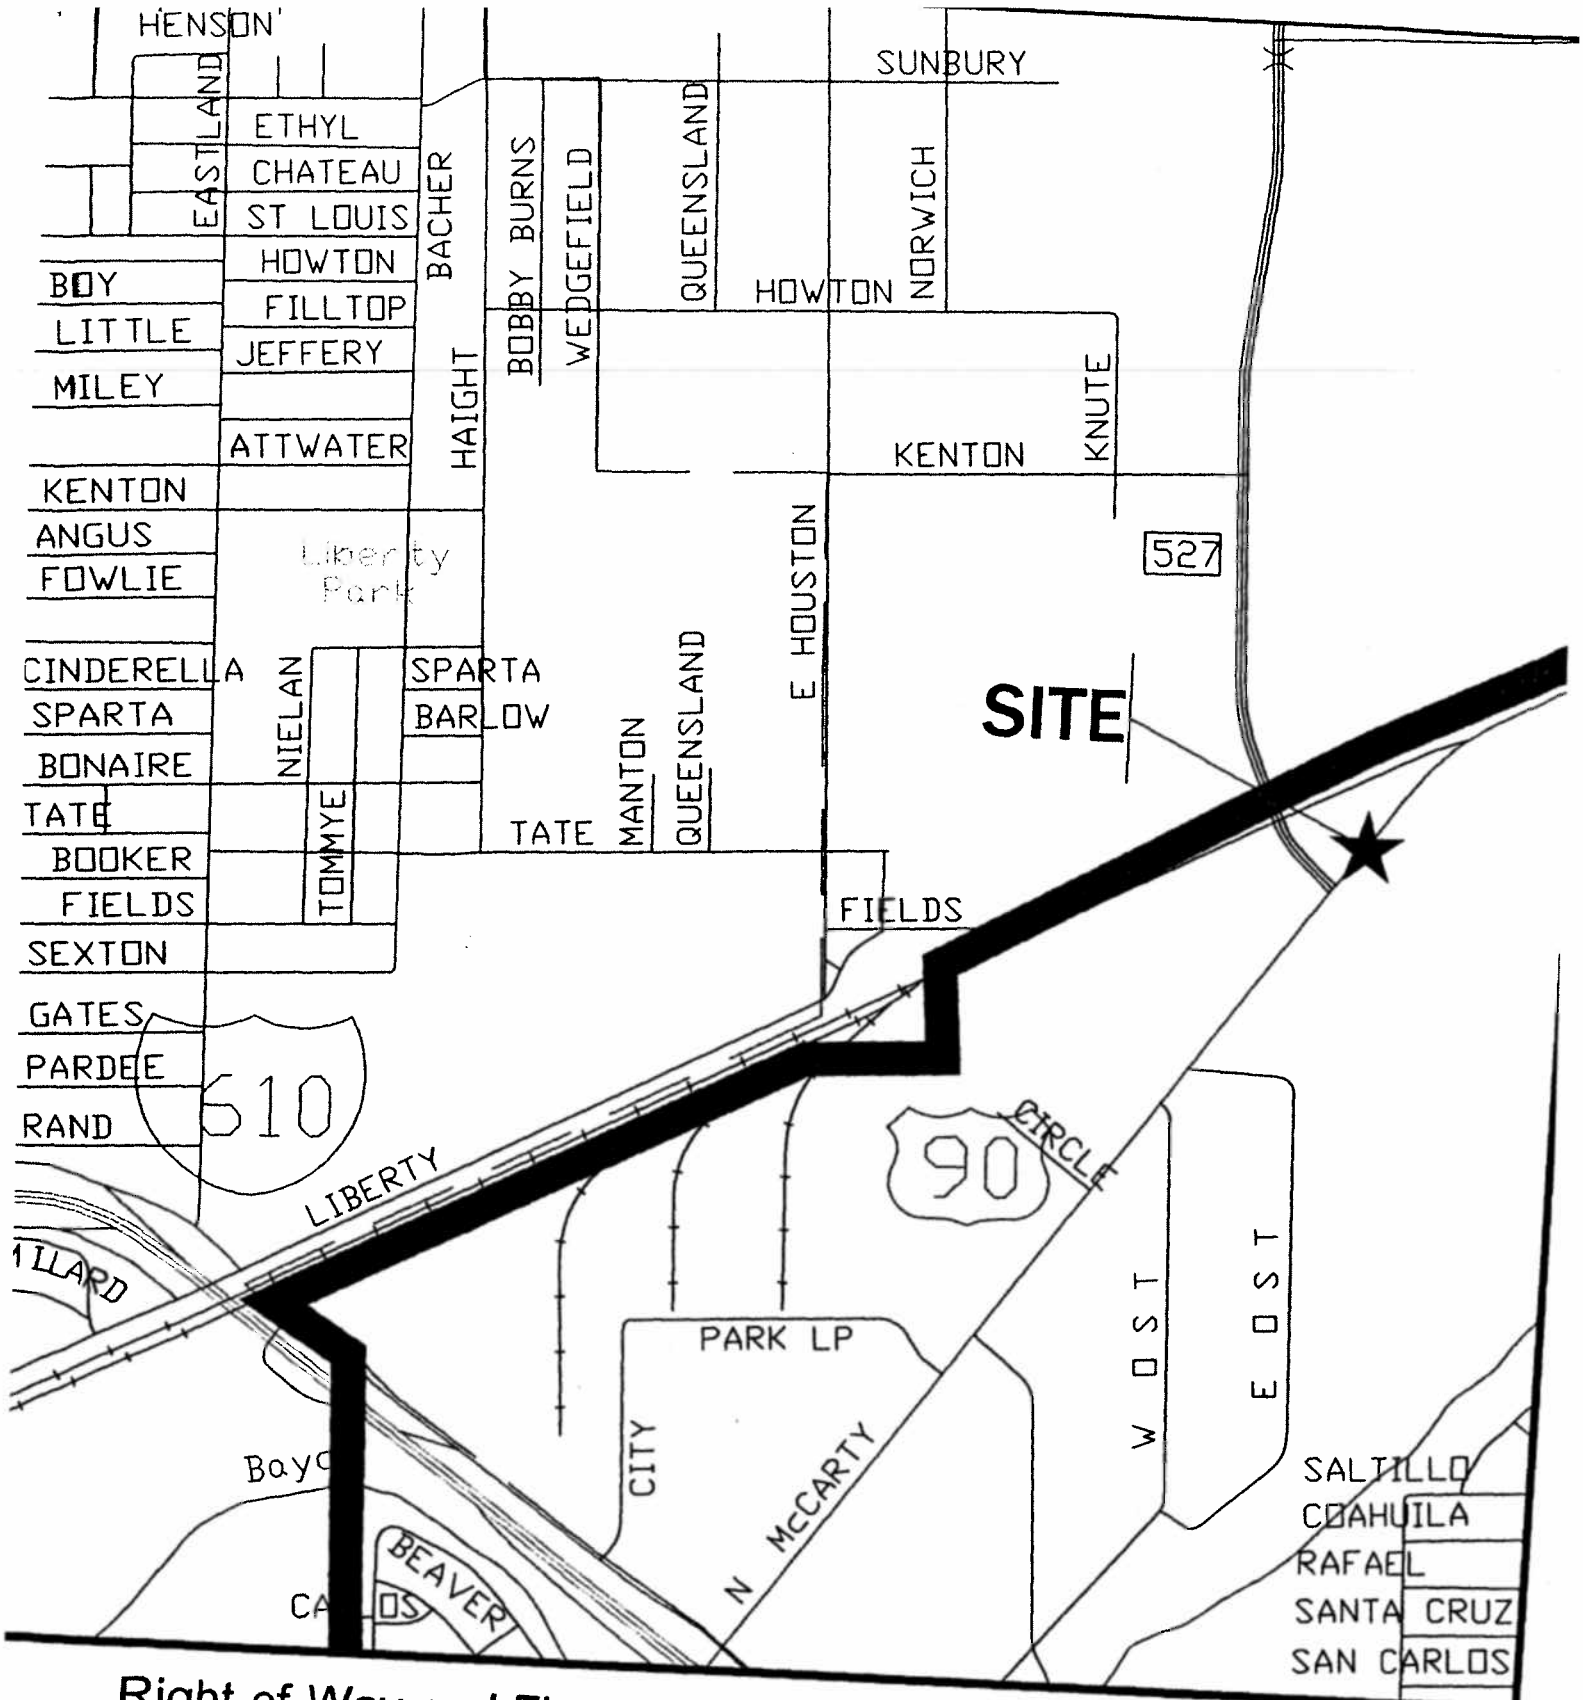 HENSON
SUNBURY
EASTLAND
ETHYL
CHATEAU
ST LOUIS
HOWTON
FILLTOP
JEFFERY
ATTWATER
BACHER
HAIGHT
BOBBY BURNS
WEDGEFIELD
QUEENSLAND
NORWICH
HOWTON
KNUTE
KENTON
527
BOY
LITTLE
MILEY
KENTON
ANGUS
FOWLIE
Liberty
Park
CINDERELLA
SPARTA
BONAIRE
TATE
BOOKER
FIELDS
SEXTON
GATES
PARDEE
RAND
NIELAN
TOMMYE
SPARTA
BARLOW
MANTON
QUEENSLAND
E HOUSTON
TATE
FIELDS
SITE
610
LIBERTY
90
CIRCLE
PARK LP
CITY
N McCARTY
W OST
E OST
BEAVER
SALTILLO
COAHUILA
RAFAEL
SANTA CRUZ
SAN CARLOS